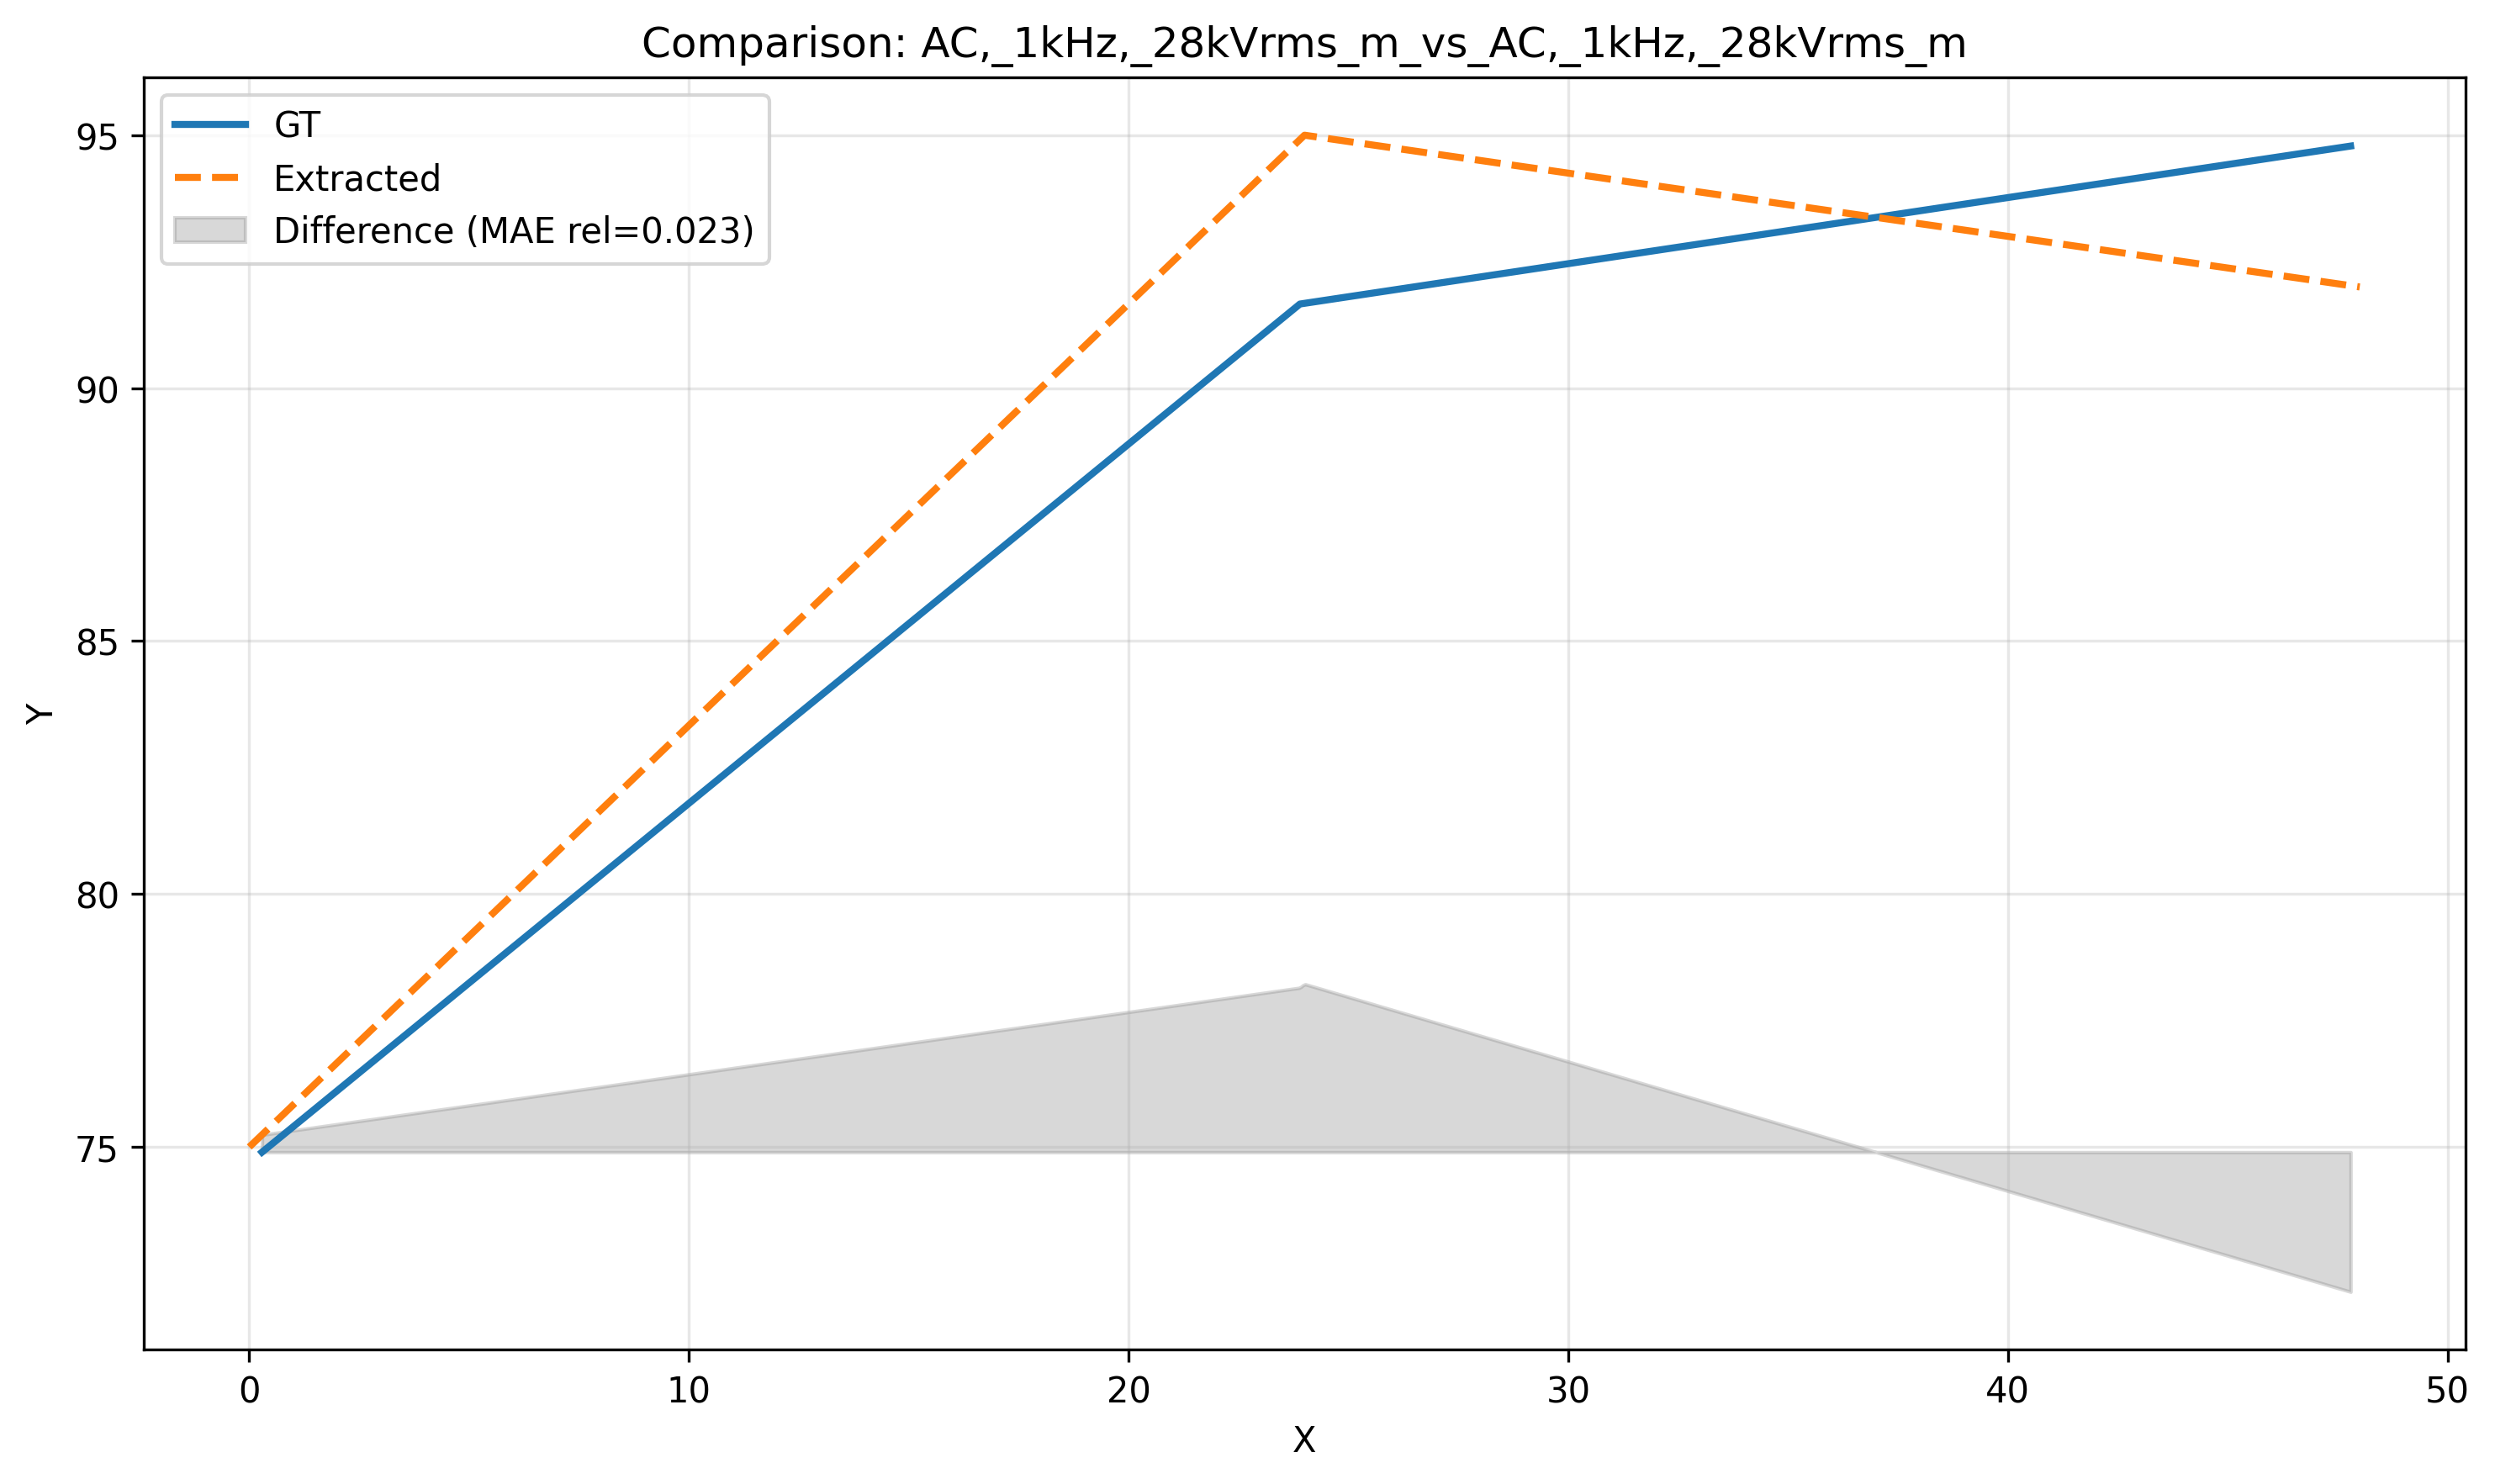 Comparison: AC,_1kHz,_28kVrms_m_vs_AC,_1kHz,_28kVrms_m
GT
Extracted
Difference (MAE rel=0.023)
95
90
85
80
75
Y
0 10 20 30 40 50
X